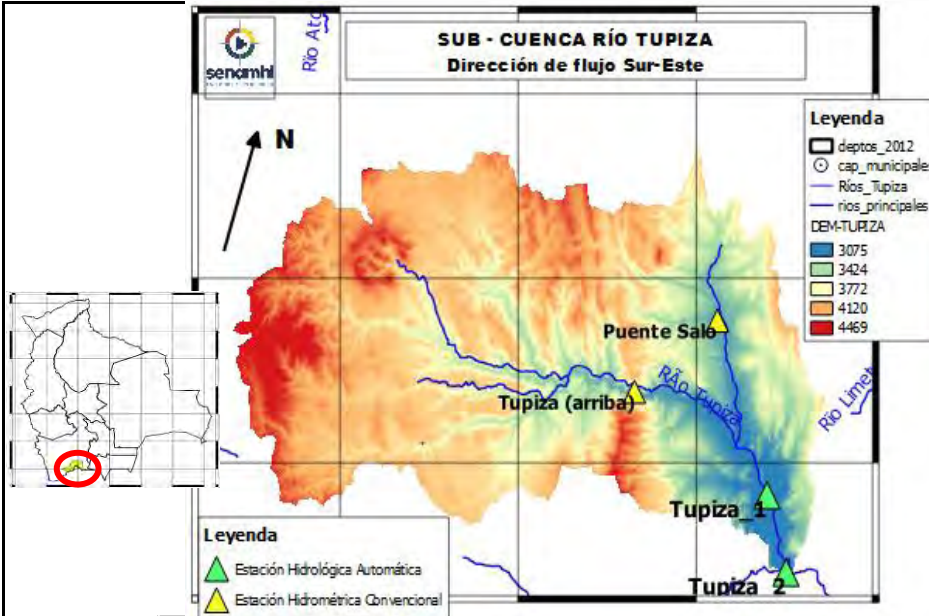 senamhi
Río Ato
SUB - CUENCA RÍO TUPIZA
Dirección de flujo Sur-Este
N
Leyenda
deptos_2012
cap_municipales
Ríos_Tupiza
rios_principales
DEM-TUPIZA
3075
3424
3772
4120
4469
Puente Salo
Tupiza (arriba)
RÃo Tupiza
Río Limet
Tupiza_1
Tupiza_2
Leyenda
Estación Hidrológica Automática
Estación Hidrométrica Convencional